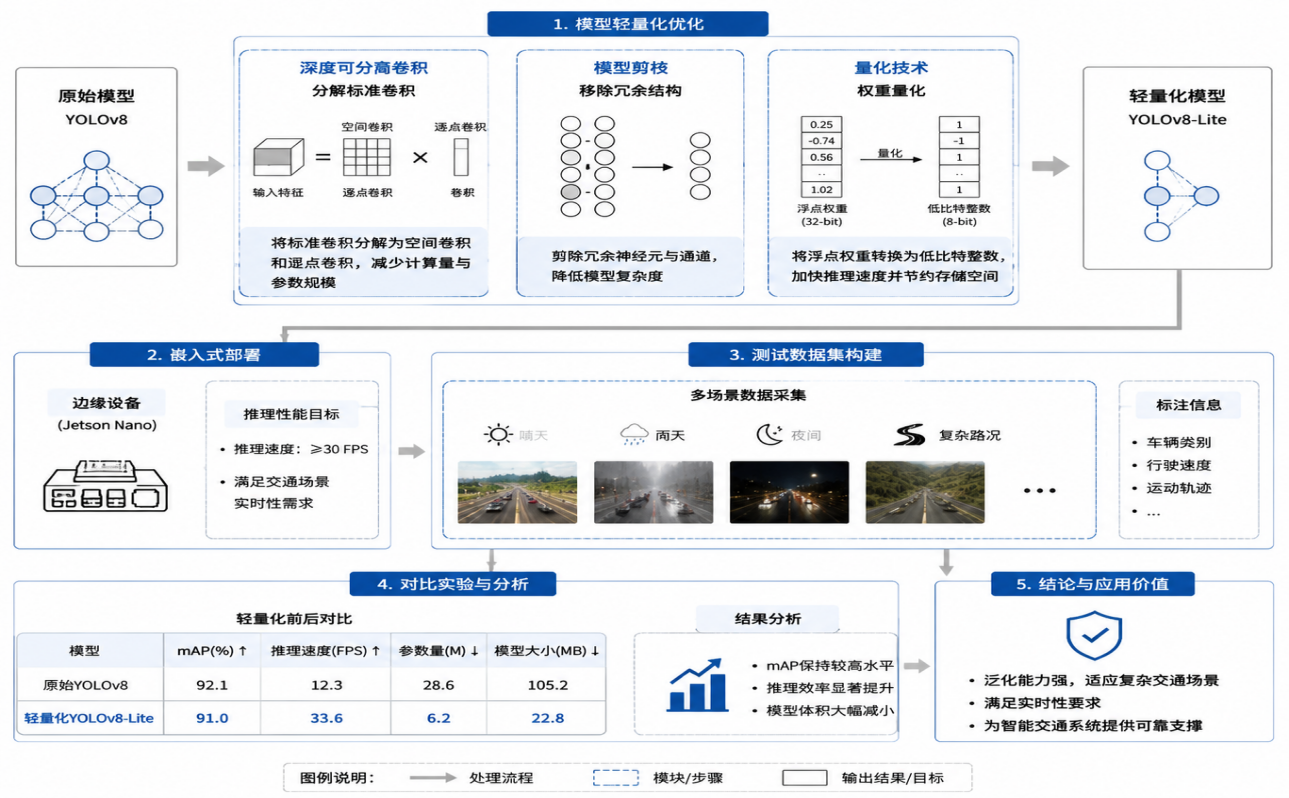 1. 模型轻量化优化
原始模型
YOLOv8
深度可分高卷积
分解标准卷积
空间卷积
逐点卷积
输入特征
逐点卷积
卷积
将标准卷积分解为空间卷积
和逐点卷积，减少计算量与
参数规模
模型剪核
移除冗余结构
剪除冗余神经元与通道，
降低模型复杂度
量化技术
权重量化
0.25
-0.74
0.56
..
1.02
量化
1
-1
1
..
1
浮点权重
(32-bit)
低比特整数
(8-bit)
将浮点权重转换为低比特整数，
加快推理速度并节约存储空间
轻量化模型
YOLOv8-Lite
2. 嵌入式部署
边缘设备
(Jetson Nano)
推理性能目标
• 推理速度：≥30 FPS
• 满足交通场景
实时性需求
3. 测试数据集构建
多场景数据采集
晴天
雨天
夜间
复杂路况
•••
标注信息
• 车辆类别
• 行驶速度
• 运动轨迹
• ...
4. 对比实验与分析
轻量化前后对比
模型 mAP(%) ↑ 推理速度(FPS) ↑ 参数量(M) ↓ 模型大小(MB) ↓
原始YOLOv8 92.1 12.3 28.6 105.2
轻量化YOLOv8-Lite 91.0 33.6 6.2 22.8
结果分析
• mAP保持较高水平
• 推理效率显著提升
• 模型体积大幅减小
5. 结论与应用价值
• 泛化能力强，适应复杂交通场景
• 满足实时性要求
• 为智能交通系统提供可靠支撑
图例说明： 处理流程 模块/步骤 输出结果/目标